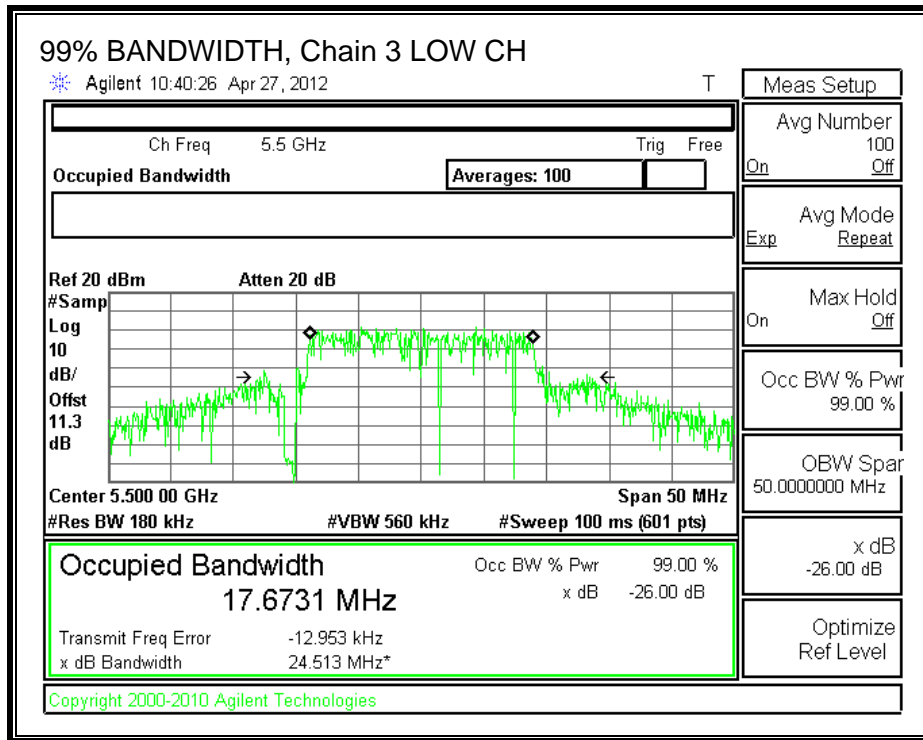 99% BANDWIDTH, Chain 3 LOW CH
Agilent 10:40:26 Apr 27, 2012 T
Ch Freq 5.5 GHz Trig Free
Occupied Bandwidth Averages: 100
Ref 20 dBm Atten 20 dB
#Samp
Log
10
dB/
Offst
11.3
dB
Center 5.500 00 GHz Span 50 MHz
#Res BW 180 kHz #VBW 560 kHz #Sweep 100 ms (601 pts)
Occupied Bandwidth Occ BW % Pwr 99.00 %
17.6731 MHz x dB -26.00 dB
Transmit Freq Error -12.953 kHz
x dB Bandwidth 24.513 MHz*
Copyright 2000-2010 Agilent Technologies
Meas Setup
Avg Number
100
On Off
Avg Mode
Exp Repeat
Max Hold
On Off
Occ BW % Pwr
99.00 %
OBW Span
50.0000000 MHz
x dB
-26.00 dB
Optimize
Ref Level